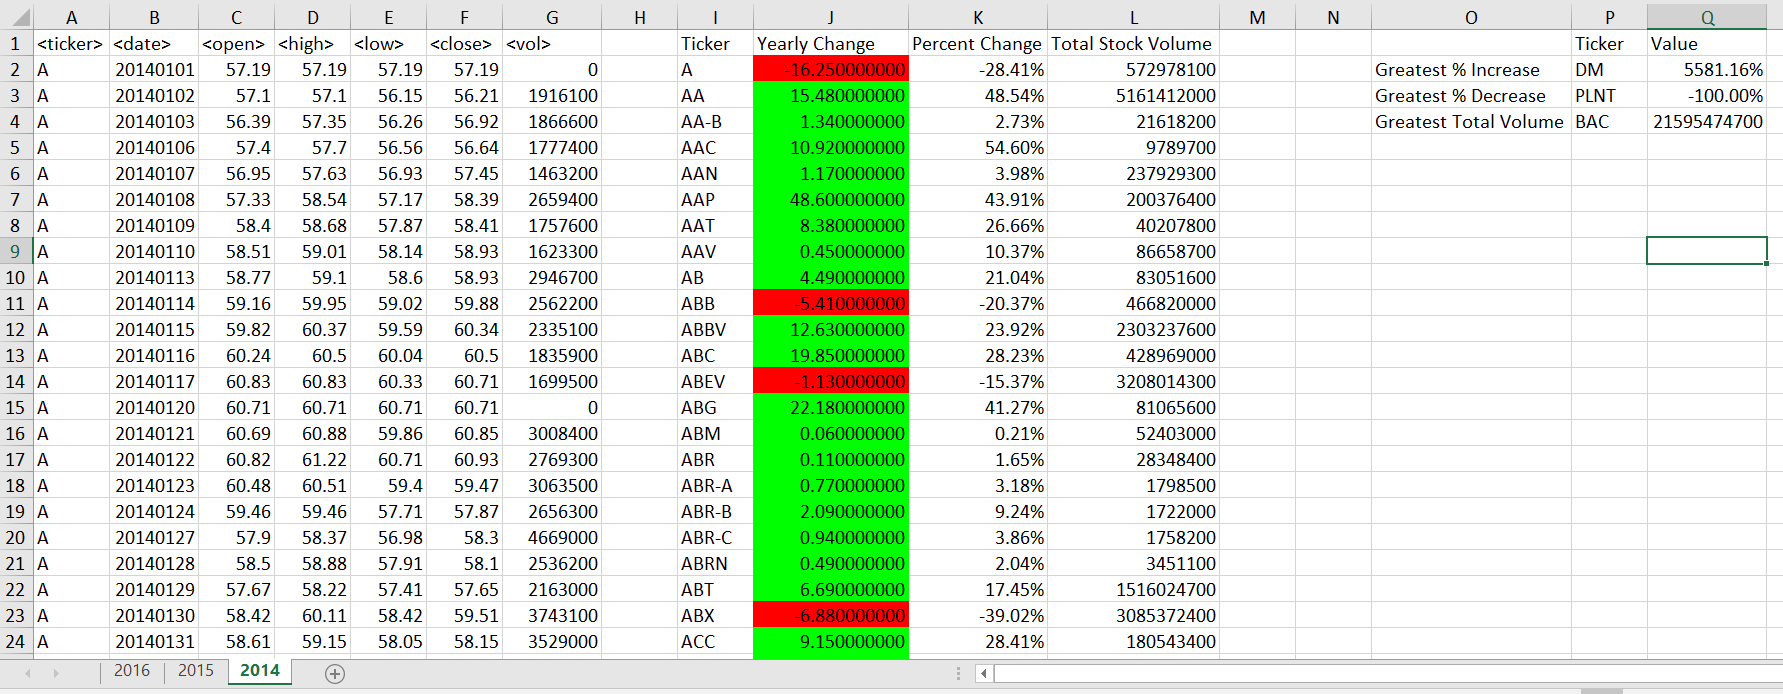 A B C D E F G H I J K L M N O P Q
1 <ticker> <date> <open> <high> <low> <close> <vol> Ticker Yearly Change Percent Change Total Stock Volume Ticker Value
2 A 20140101 57.19 57.19 57.19 57.19 0 A -16.250000000 -28.41% 572978100 Greatest % Increase DM 5581.16%
3 A 20140102 57.1 57.1 56.15 56.21 1916100 AA 15.480000000 48.54% 5161412000 Greatest % Decrease PLNT -100.00%
4 A 20140103 56.39 57.35 56.26 56.92 1866600 AA-B 1.340000000 2.73% 21618200 Greatest Total Volume BAC 21595474700
5 A 20140106 57.4 57.7 56.56 56.64 1777400 AAC 10.920000000 54.60% 9789700
6 A 20140107 56.95 57.63 56.93 57.45 1463200 AAN 1.170000000 3.98% 237929300
7 A 20140108 57.33 58.54 57.17 58.39 2659400 AAP 48.600000000 43.91% 200376400
8 A 20140109 58.4 58.68 57.87 58.41 1757600 AAT 8.380000000 26.66% 40207800
9 A 20140110 58.51 59.01 58.14 58.93 1623300 AAV 0.450000000 10.37% 86658700
10 A 20140113 58.77 59.1 58.6 58.93 2946700 AB 4.490000000 21.04% 83051600
11 A 20140114 59.16 59.95 59.02 59.88 2562200 ABB -5.410000000 -20.37% 466820000
12 A 20140115 59.82 60.37 59.59 60.34 2335100 ABBV 12.630000000 23.92% 2303237600
13 A 20140116 60.24 60.5 60.04 60.5 1835900 ABC 19.850000000 28.23% 428969000
14 A 20140117 60.83 60.83 60.33 60.71 1699500 ABEV -1.130000000 -15.37% 3208014300
15 A 20140120 60.71 60.71 60.71 60.71 0 ABG 22.180000000 41.27% 81065600
16 A 20140121 60.69 60.88 59.86 60.85 3008400 ABM 0.060000000 0.21% 52403000
17 A 20140122 60.82 61.22 60.71 60.93 2769300 ABR 0.110000000 1.65% 28348400
18 A 20140123 60.48 60.51 59.4 59.47 3063500 ABR-A 0.770000000 3.18% 1798500
19 A 20140124 59.46 59.46 57.71 57.87 2656300 ABR-B 2.090000000 9.24% 1722000
20 A 20140127 57.9 58.37 56.98 58.3 4669000 ABR-C 0.940000000 3.86% 1758200
21 A 20140128 58.5 58.88 57.91 58.1 2536200 ABRN 0.490000000 2.04% 3451100
22 A 20140129 57.67 58.22 57.41 57.65 2163000 ABT 6.690000000 17.45% 1516024700
23 A 20140130 58.42 60.11 58.42 59.51 3743100 ABX -6.880000000 -39.02% 3085372400
24 A 20140131 58.61 59.15 58.05 58.15 3529000 ACC 9.150000000 28.41% 180543400
2016 2015 2014